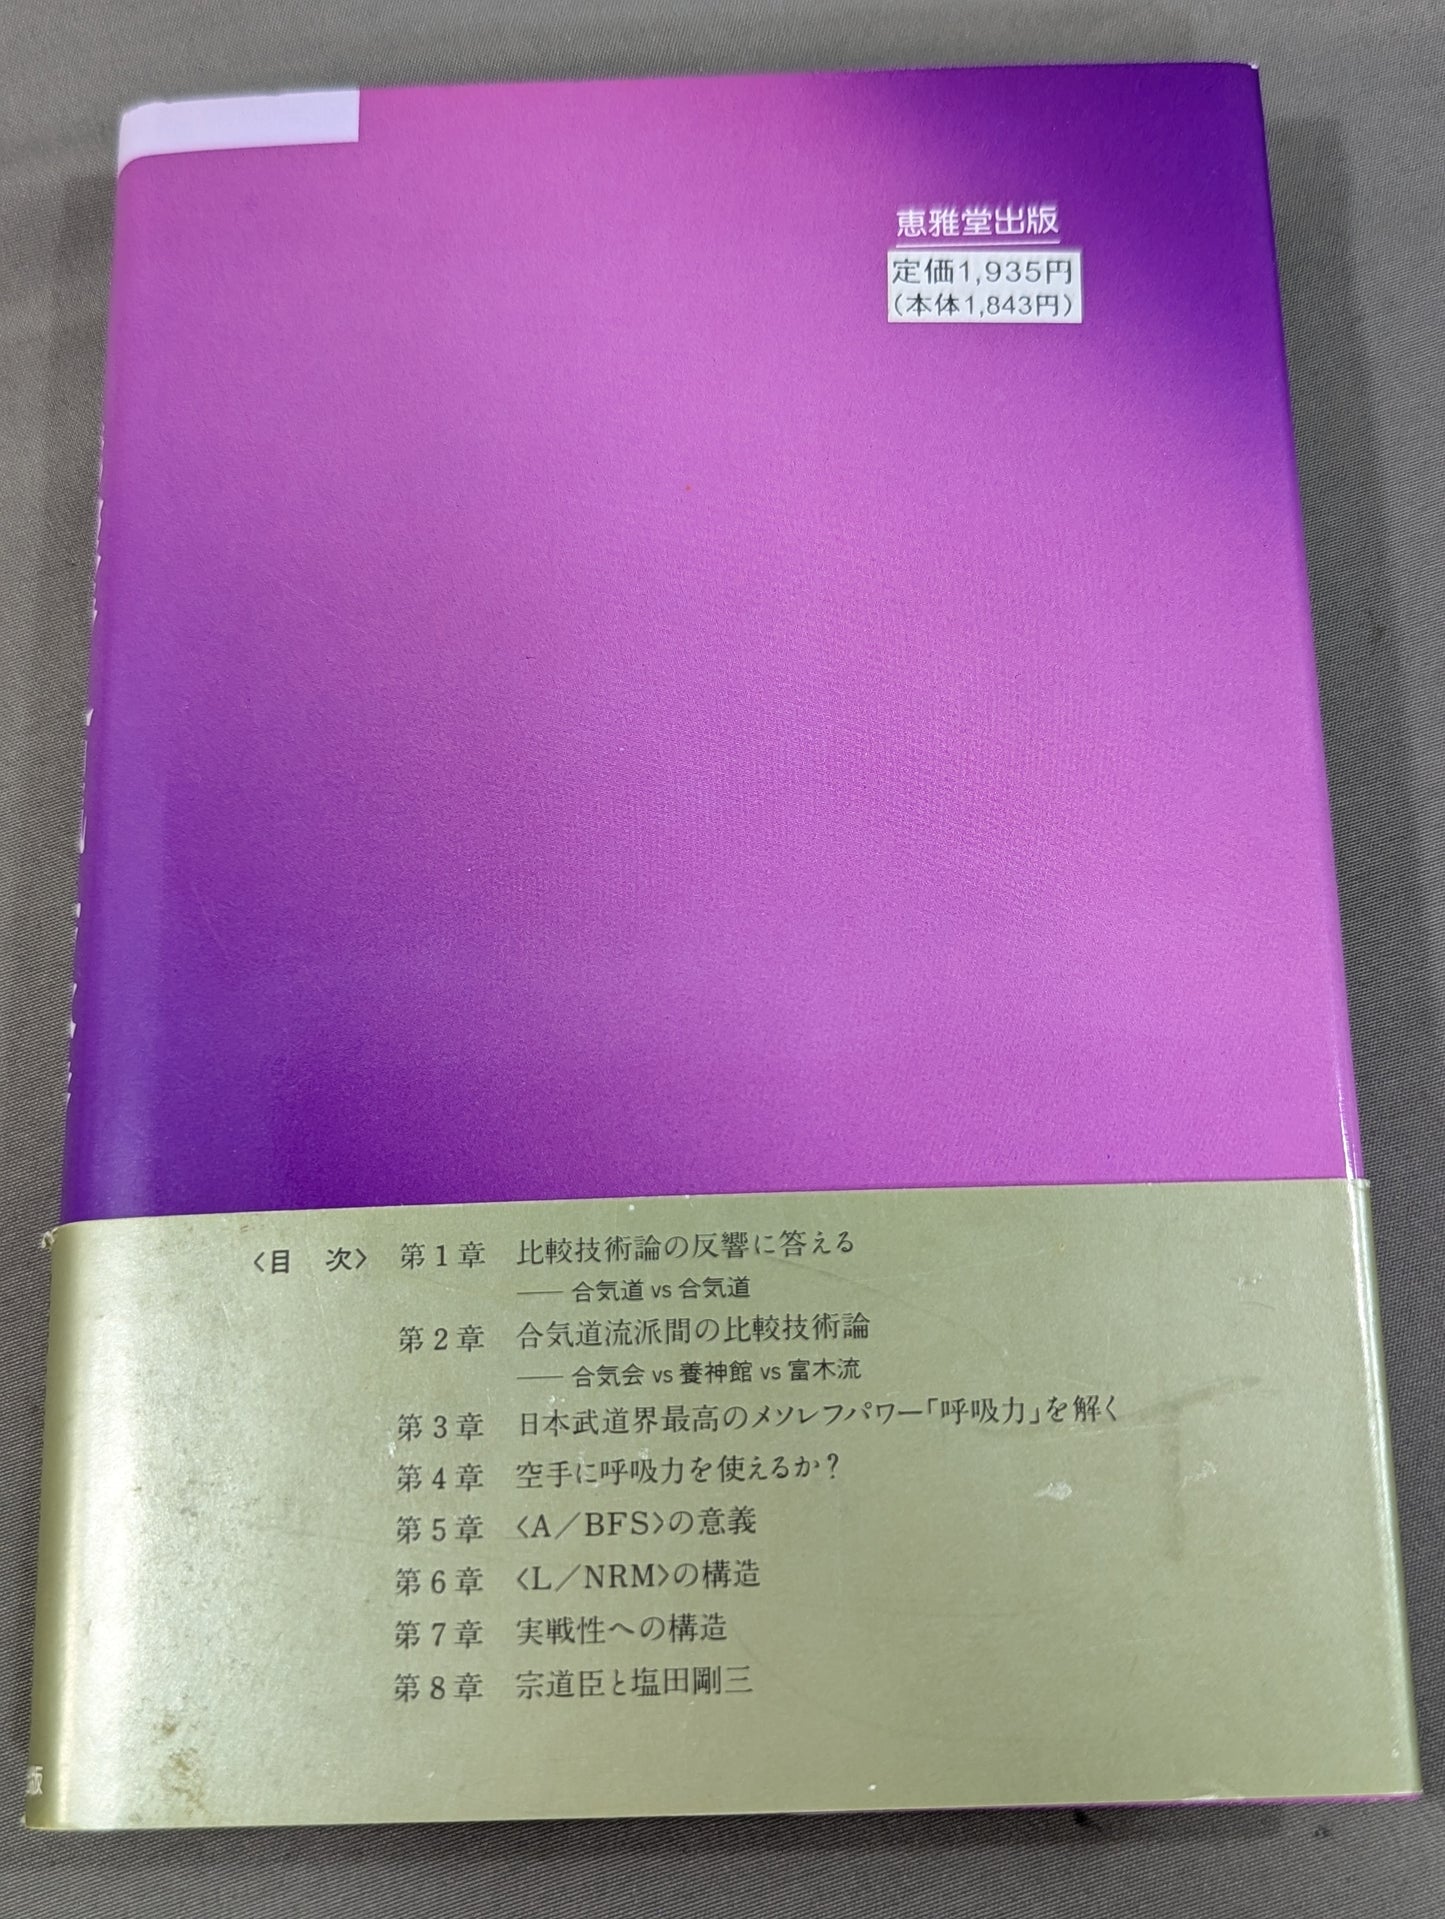 恵雅堂出版
定価1,935円
(本体1,843円)
〈目 次〉 第1章 比較技術論の反響に答える
―― 合気道 vs 合気道
第2章 合気道流派間の比較技術論
―― 合気会 vs 養神館 vs 富木流
第3章 日本武道界最高のメソレフパワー「呼吸力」を解く
第4章 空手に呼吸力を使えるか?
第5章 〈A/BFS〉の意義
第6章 〈L/NRM〉の構造
第7章 実戦性への構造
第8章 宗道臣と塩田剛三
版